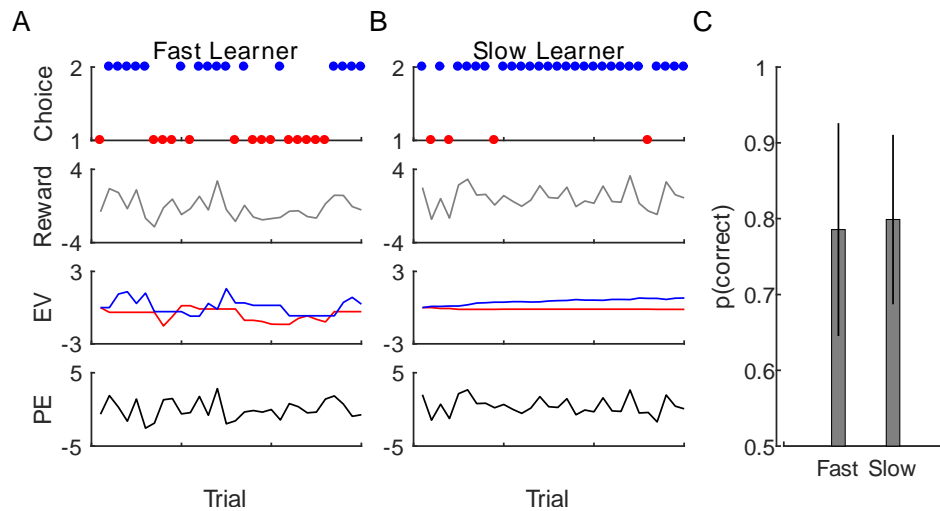 A
B
C
Fast Learner
Slow Learner
Choice
2
1
2
1
Reward
4
-4
4
-4
EV
3
-3
3
-3
PE
5
-5
5
-5
Trial
Trial
p(correct)
1
0.9
0.8
0.7
0.6
0.5
Fast Slow